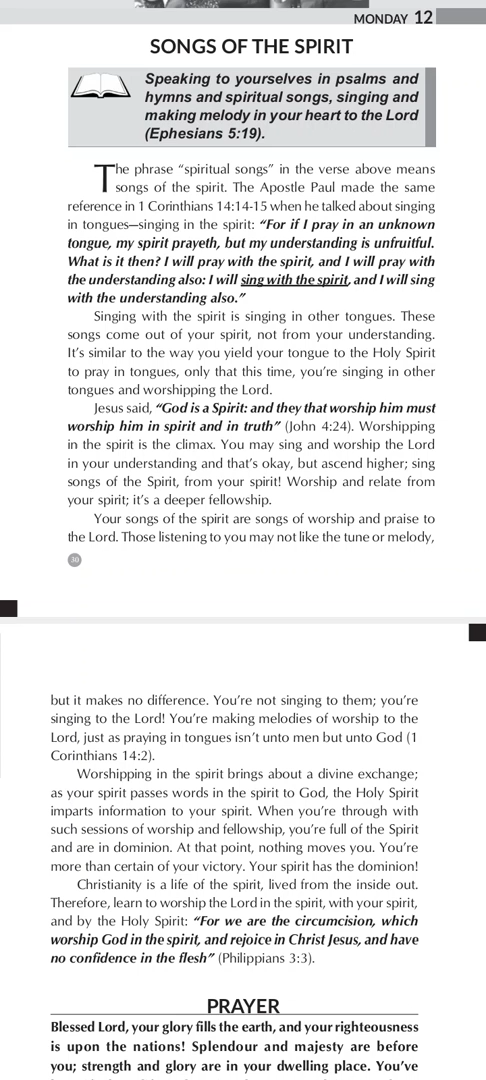 MONDAY 12
SONGS OF THE SPIRIT
Speaking to yourselves in psalms and
hymns and spiritual songs, singing and
making melody in your heart to the Lord
(Ephesians 5:19).
The phrase “spiritual songs” in the verse above means
songs of the spirit. The Apostle Paul made the same
reference in 1 Corinthians 14:14-15 when he talked about singing
in tongues—singing in the spirit: “For if I pray in an unknown
tongue, my spirit prayeth, but my understanding is unfruitful.
What is it then? I will pray with the spirit, and I will pray with
the understanding also: I will sing with the spirit, and I will sing
with the understanding also.”
Singing with the spirit is singing in other tongues. These
songs come out of your spirit, not from your understanding.
It’s similar to the way you yield your tongue to the Holy Spirit
to pray in tongues, only that this time, you’re singing in other
tongues and worshipping the Lord.
Jesus said, “God is a Spirit: and they that worship him must
worship him in spirit and in truth” (John 4:24). Worshipping
in the spirit is the climax. You may sing and worship the Lord
in your understanding and that’s okay, but ascend higher; sing
songs of the Spirit, from your spirit! Worship and relate from
your spirit; it’s a deeper fellowship.
Your songs of the spirit are songs of worship and praise to
the Lord. Those listening to you may not like the tune or melody,
30
but it makes no difference. You’re not singing to them; you’re
singing to the Lord! You’re making melodies of worship to the
Lord, just as praying in tongues isn’t unto men but unto God (1
Corinthians 14:2).
Worshipping in the spirit brings about a divine exchange;
as your spirit passes words in the spirit to God, the Holy Spirit
imparts information to your spirit. When you’re through with
such sessions of worship and fellowship, you’re full of the Spirit
and are in dominion. At that point, nothing moves you. You’re
more than certain of your victory. Your spirit has the dominion!
Christianity is a life of the spirit, lived from the inside out.
Therefore, learn to worship the Lord in the spirit, with your spirit,
and by the Holy Spirit: “For we are the circumcision, which
worship God in the spirit, and rejoice in Christ Jesus, and have
no confidence in the flesh” (Philippians 3:3).
PRAYER
Blessed Lord, your glory fills the earth, and your righteousness
is upon the nations! Splendour and majesty are before
you; strength and glory are in your dwelling place. You’ve